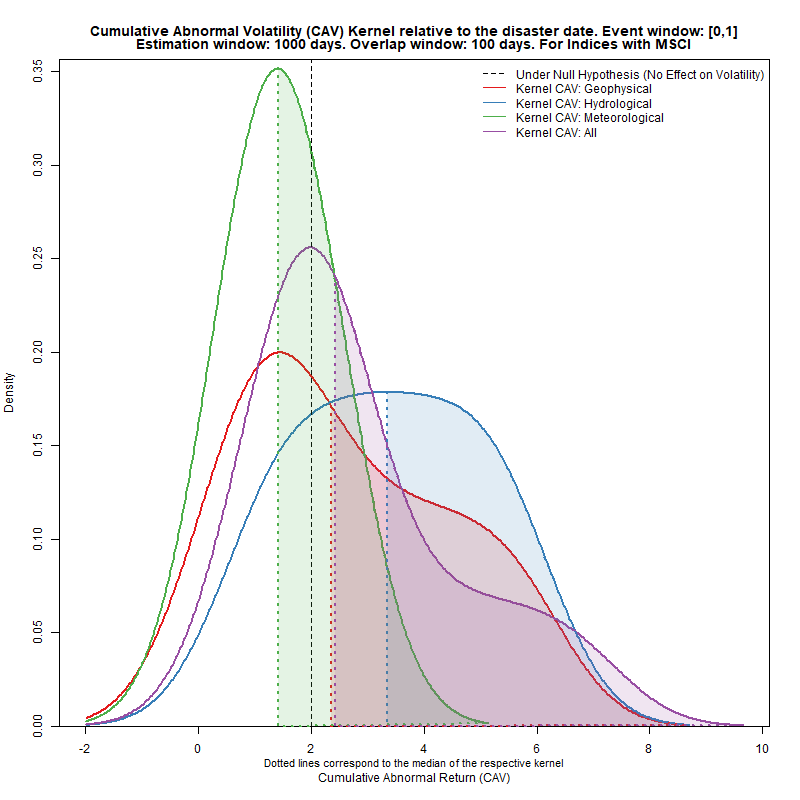 Cumulative Abnormal Volatility (CAV) Kernel relative to the disaster date. Event window: [0,1]
Estimation window: 1000 days. Overlap window: 100 days. For Indices with MSCI
Under Null Hypothesis (No Effect on Volatility)
Kernel CAV: Geophysical
Kernel CAV: Hydrological
Kernel CAV: Meteorological
Kernel CAV: All
Density
0.35
0.30
0.25
0.20
0.15
0.10
0.05
0.00
-2 0 2 4 6 8 10
Dotted lines correspond to the median of the respective kernel
Cumulative Abnormal Return (CAV)